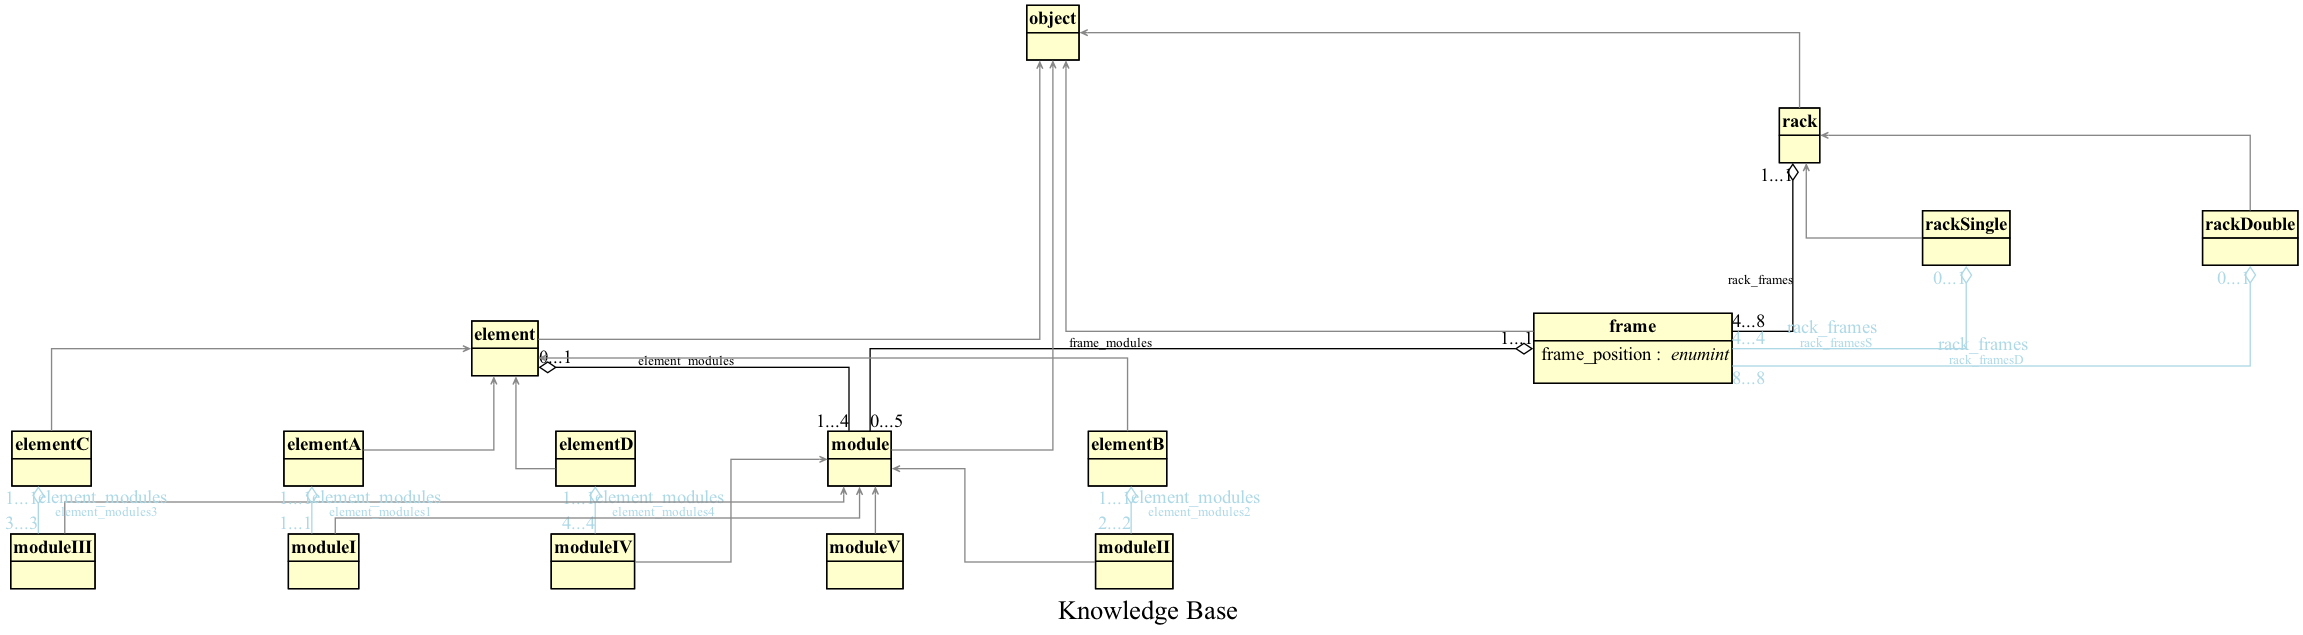 object
rack
1...1
rackSingle
rackDouble
0...1
0...1
rack_frames
element
frame
frame_position : enumint
4...8
rack_frames
4...4
rack_framesS
rack_frames
rack_framesD
8...8
1...1
frame_modules
0...1
element_modules
1...4
0...5
elementC
elementA
elementD
module
elementB
1...1
element_modules
element_modules3
3...3
1...1
element_modules
element_modules1
1...1
1...1
element_modules
element_modules4
4...4
1...1
element_modules
element_modules2
2...2
moduleIII
moduleI
moduleIV
moduleV
moduleII
Knowledge Base